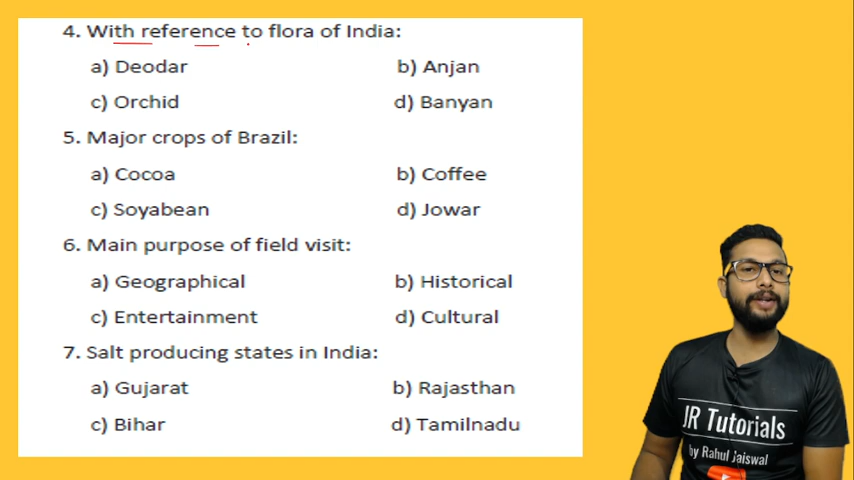 4. With reference to flora of India:
a) Deodar b) Anjan
c) Orchid d) Banyan
5. Major crops of Brazil:
a) Cocoa b) Coffee
c) Soyabean d) Jowar
6. Main purpose of field visit:
a) Geographical b) Historical
c) Entertainment d) Cultural
7. Salt producing states in India:
a) Gujarat b) Rajasthan
c) Bihar d) Tamilnadu
JR Tutorials
by Rahul Jaiswal